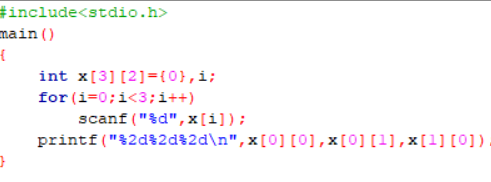 #include<stdio.h>
main()
{
    int x[3][2]={0},i;
    for(i=0;i<3;i++)
        scanf("%d",x[i]);
    printf("%2d%2d%2d\n",x[0][0],x[0][1],x[1][0])
}